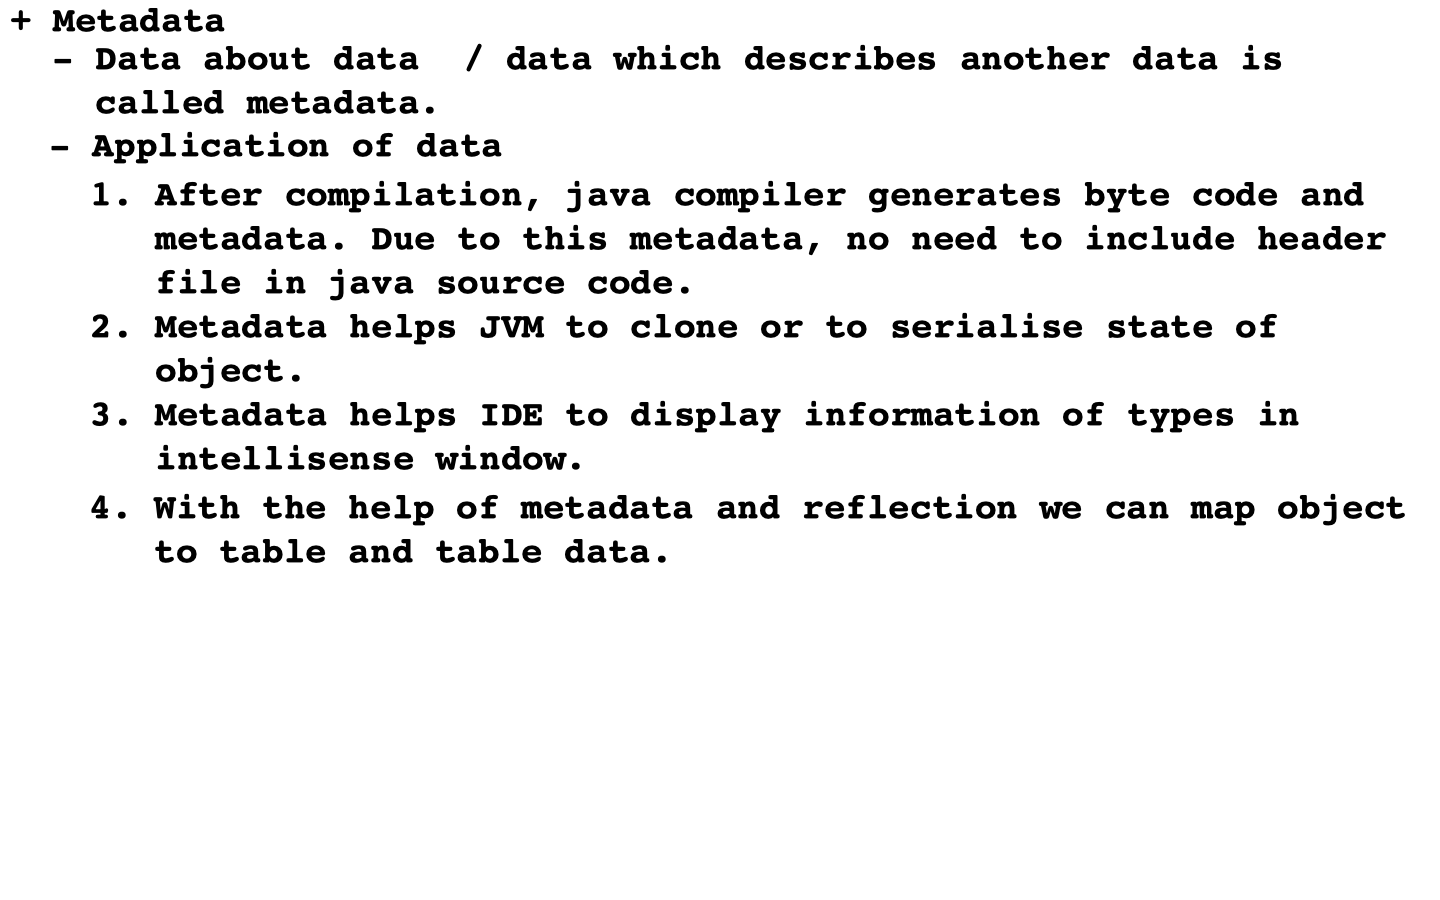 + Metadata
- Data about data / data which describes another data is
called metadata.
- Application of data
1. After compilation, java compiler generates byte code and
metadata. Due to this metadata, no need to include header
file in java source code.
2. Metadata helps JVM to clone or to serialise state of
object.
3. Metadata helps IDE to display information of types in
intellisense window.
4. With the help of metadata and reflection we can map object
to table and table data.